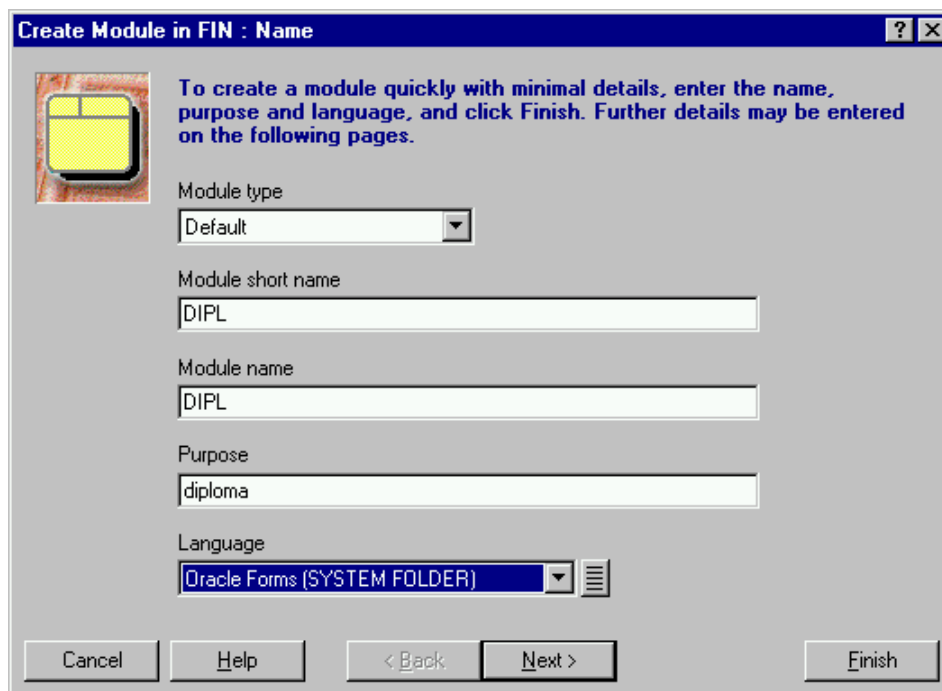 Create Module in FIN : Name
To create a module quickly with minimal details, enter the name,
purpose and language, and click Finish. Further details may be entered
on the following pages.
Module type
Default
Module short name
DIPL
Module name
DIPL
Purpose
diploma
Language
Oracle Forms (SYSTEM FOLDER)
Cancel Help < Back Next > Finish